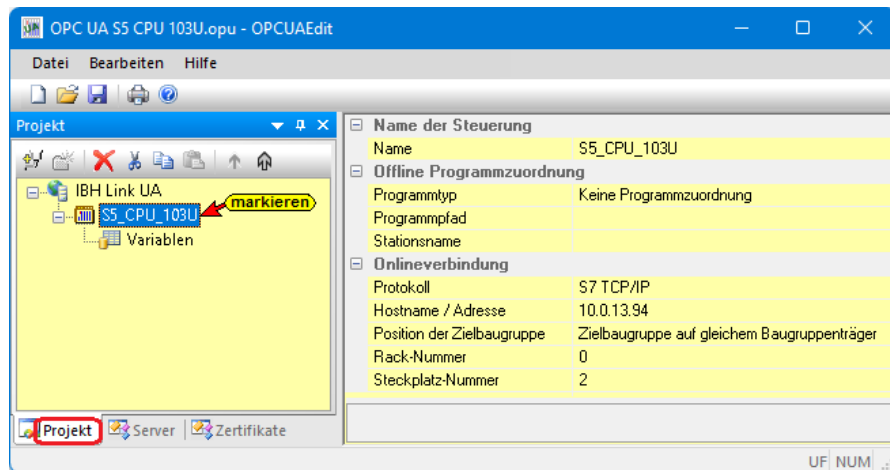 OPC UA S5 CPU 103U.opu - OPCUAEdit
Datei Bearbeiten Hilfe
Projekt
IBH Link UA
S5_CPU_103U
markieren
Variablen
Name der Steuerung
Name S5_CPU_103U
Offline Programmzuordnung
Programmtyp Keine Programmzuordnung
Programmpfad
Stationsname
Onlineverbindung
Protokoll S7 TCP/IP
Hostname / Adresse 10.0.13.94
Position der Zielbaugruppe Zielbaugruppe auf gleichem Baugruppenträger
Rack-Nummer 0
Steckplatz-Nummer 2
Projekt Server Zertifikate
UF NUM